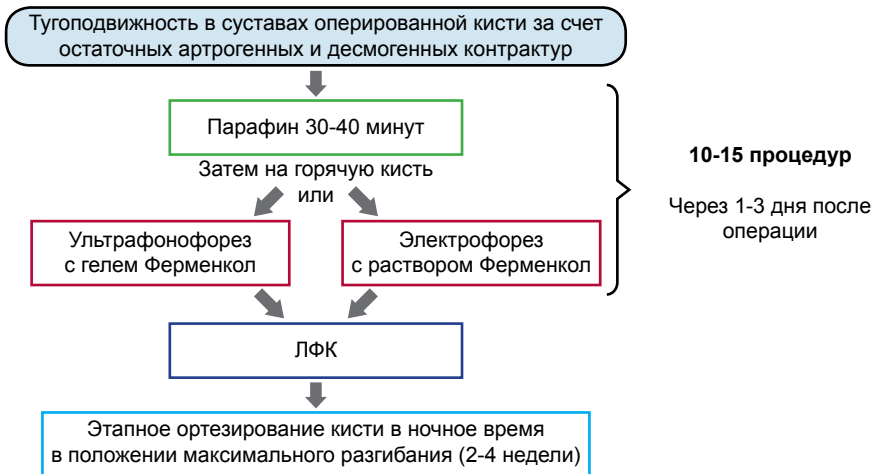 Тугоподвижность в суставах оперированной кисти за счет
остаточных артрогенных и десмогенных контрактур
Парафин 30-40 минут
Затем на горячую кисть
или
Ультрафонофорез
с гелем Ферменкол
Электрофорез
с раствором Ферменкол
ЛФК
Этапное ортезирование кисти в ночное время
в положении максимального разгибания (2-4 недели)
10-15 процедур
Через 1-3 дня после
операции